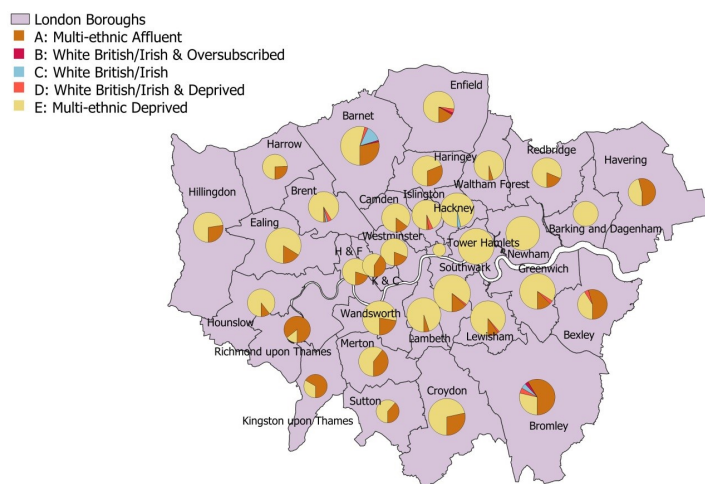 London Boroughs
A: Multi-ethnic Affluent
B: White British/Irish & Oversubscribed
C: White British/Irish
D: White British/Irish & Deprived
E: Multi-ethnic Deprived
Enfield
Barnet
Harrow
Haringey
Redbridge
Havering
Hillingdon
Brent
Camden
Islington
Waltham Forest
Hackney
Ealing
Westminster
Barking and Dagenham
H & F
Tower Hamlets
Newham
K & C
Southwark
Greenwich
Hounslow
Wandsworth
Lambeth
Lewisham
Bexley
Richmond upon Thames
Merton
Kingston upon Thames
Sutton
Croydon
Bromley